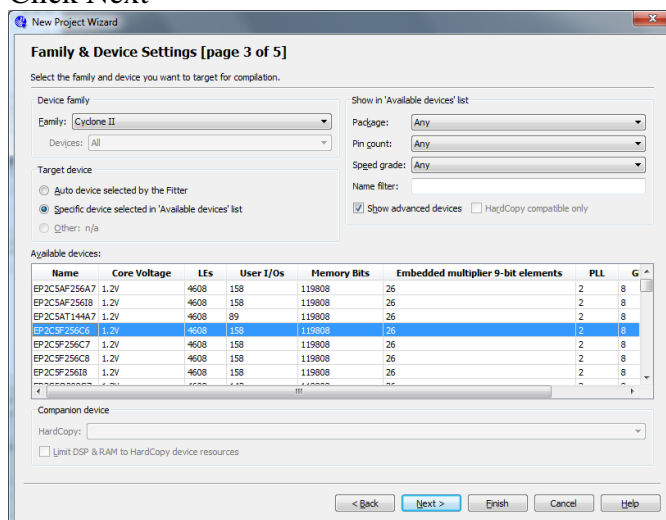 Click Next
New Project Wizard
Family & Device Settings [page 3 of 5]
Select the family and device you want to target for compilation.
Device family
Family: Cyclone II
Devices: All
Target device
Auto device selected by the Fitter
Specific device selected in 'Available devices' list
Other: n/a
Show in 'Available devices' list
Package: Any
Pin count: Any
Speed grade: Any
Name filter:
Show advanced devices HardCopy compatible only
Available devices:
Name Core Voltage LEs User I/Os Memory Bits Embedded multiplier 9-bit elements PLL
EP2C5AF256A7 1.2V 4608 158 119808 26 2 8
EP2C5AF256I8 1.2V 4608 158 119808 26 2 8
EP2C5AT144A7 1.2V 4608 89 119808 26 2 8
EP2C5F256C6 1.2V 4608 158 119808 26 2 8
EP2C5F256C7 1.2V 4608 158 119808 26 2 8
EP2C5F256C8 1.2V 4608 158 119808 26 2 8
EP2C5F256I8 1.2V 4608 158 119808 26 2 8
Companion device
HardCopy:
Limit DSP & RAM to HardCopy device resources
< Back Next > Finish Cancel Help